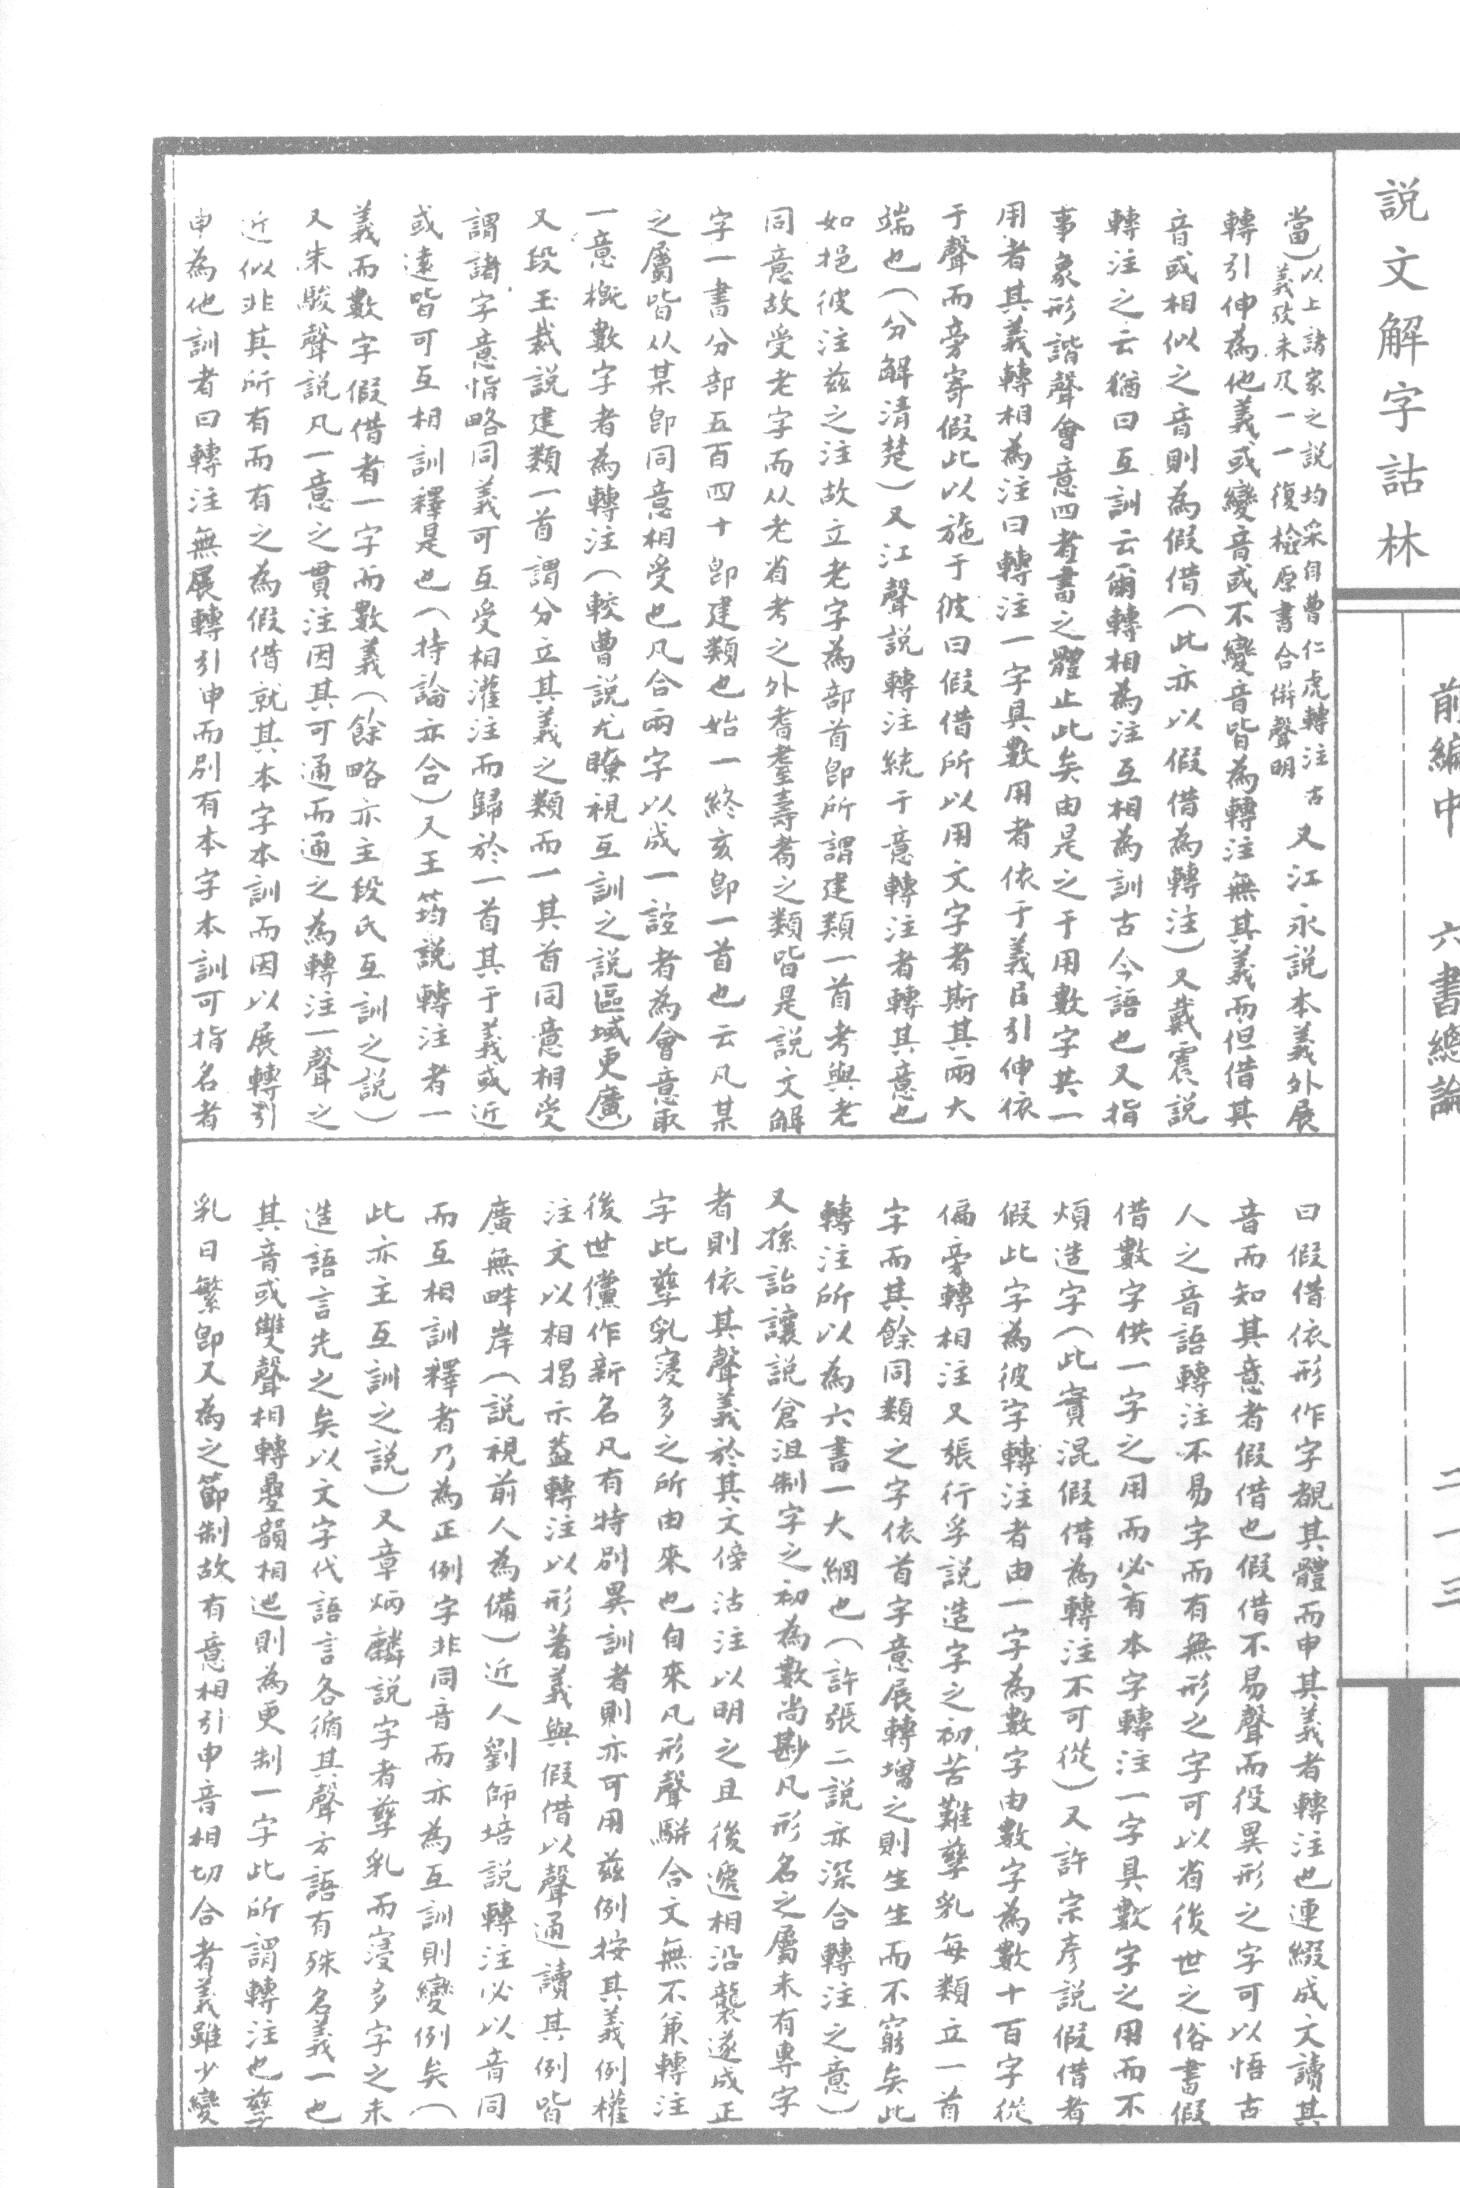 説文解字詁林
前編中　六書總論　二一三
當)以上諸家之説均采自曹仁虎轉注古義攷未及一一復檢原書合併聲明又江永説本義外展
轉引伸為他義或變音或不變音皆為轉注無其義而但借其
音或相似之音則為假借(此亦以假借為轉注)又戴震説
轉注之云猶曰互訓云爾轉相為注互相為訓古今語也又指
事象形諧聲會意四者書之體止此矣由是之于用數字共一
用者其義轉相為注曰轉注一字具數用者依于義以引伸依
于聲而旁寄假此以施于彼曰假借所以用文字者斯其兩大
端也(分解清楚)又江聲説轉注統于意轉注者轉其意也
如挹彼注兹之注故立老字為部首即所謂建類一首考與老
同意故受老字而从老省考之外耆耋壽耇之類皆是説文解
字一書分部五百四十即建類也始一終亥即一首也云凡某
之屬皆从某即同意相受也凡合兩字以成一誼者為會意取
一意概數字者為轉注(較曹説尤瞭視互訓之説區域更廣)
又段玉裁説建類一首謂分立其義之類而一其首同意相受
謂諸字意恉略同義可互受相灌注而歸於一首其于義或近
或遠皆可互相訓釋是也(持論亦合)又王筠説轉注者一
義而數字假借者一字而數義(餘略亦主段氏互訓之説)
又朱駿聲説凡一意之貫注因其可通而通之為轉注一聲之
近似非其所有而有之為假借就其本字本訓而因以展轉引
申為他訓者曰轉注無展轉引申而別有本字本訓可指名者
曰假借依形作字覩其體而申其義者轉注也連綴成文讀其
音而知其意者假借也假借不易聲而役異形之字可以悟古
人之音語轉注不易字而有無形之字可以省後世之俗書假
借數字供一字之用而必有本字轉注一字具數字之用而不
煩造字(此實混假借為轉注不可從)又許宗彥説假借者
假此字為彼字轉注者由一字為數字由數字為數十百字從
偏旁轉相注又張行孚説造字之初苦難孳乳每類立一首
字而其餘同類之字依首字意展轉增之則生生而不窮矣此
轉注所以為六書一大綱也(許張二説亦深合轉注之意)
又孫詒讓説倉沮制字之初為數尚尠凡形名之屬未有專字
者則依其聲義於其文傍沽注以明之且後遞相沿襲遂成正
字此孳乳寖多之所由來也自來凡形聲駢合文無不兼轉注
後世儻作新名凡有特別異訓者則亦可用兹例按其義例權
注文以相揭示葢轉注以形著義與假借以聲通讀其例皆
廣無畔岸(説視前人為備)近人劉師培説轉注必以音同
而互相訓釋者乃為正例字非同音而亦為互訓則變例矣(
此亦主互訓之説)又章炳麟説字者孳乳而寖多字之未
造語言先之矣以文字代語言各循其聲方語有殊名義一也
其音或雙聲相轉疊韻相迆則為更制一字此所謂轉注也孳
乳日繁即又為之節制故有意相引申音相切合者義雖少變